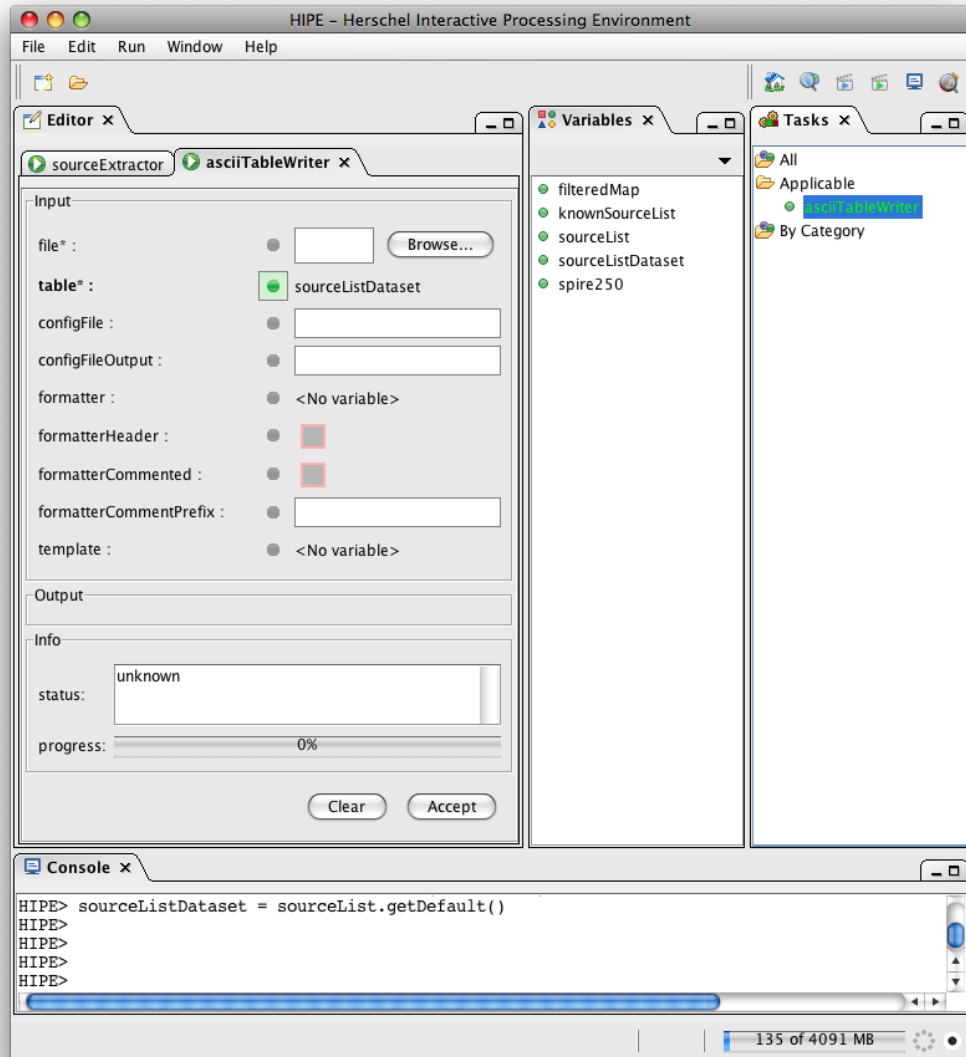 HIPE – Herschel Interactive Processing Environment
File Edit Run Window Help
Editor
Variables
Tasks
sourceExtractor asciiTableWriter
Input
file* : Browse...
table* : sourceListDataset
configFile :
configFileOutput :
formatter : <No variable>
formatterHeader :
formatterCommented :
formatterCommentPrefix :
template : <No variable>
Output
Info
status: unknown
progress: 0%
Clear Accept
filteredMap
knownSourceList
sourceList
sourceListDataset
spire250
All
Applicable
asciiTableWriter
By Category
Console
HIPE> sourceListDataset = sourceList.getDefault()
HIPE>
HIPE>
HIPE>
HIPE>
135 of 4091 MB